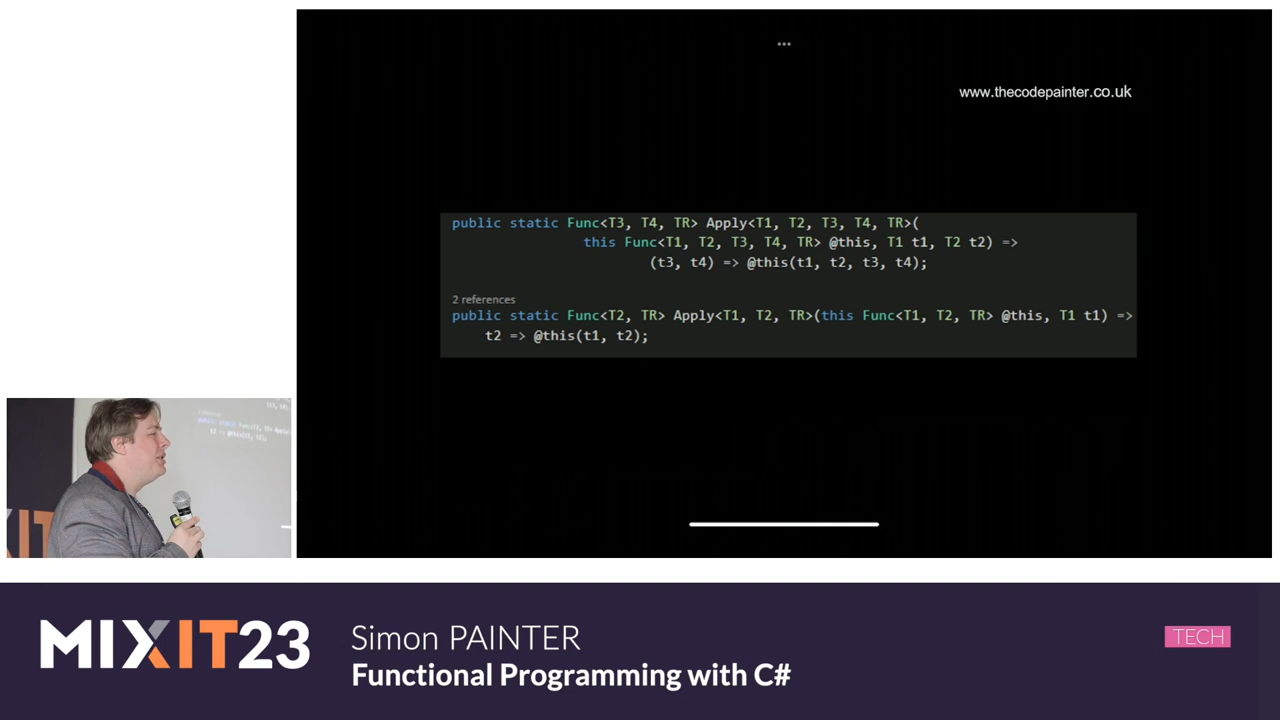 ...
www.thecodepainter.co.uk
public static Func<T3, T4, TR> Apply<T1, T2, T3, T4, TR>(
this Func<T1, T2, T3, T4, TR> @this, T1 t1, T2 t2) =>
(t3, t4) => @this(t1, t2, t3, t4);
2 references
public static Func<T2, TR> Apply<T1, T2, TR>(this Func<T1, T2, TR> @this, T1 t1) =>
t2 => @this(t1, t2);
XIT
MIXIT23
Simon PAINTER
Functional Programming with C#
TECH